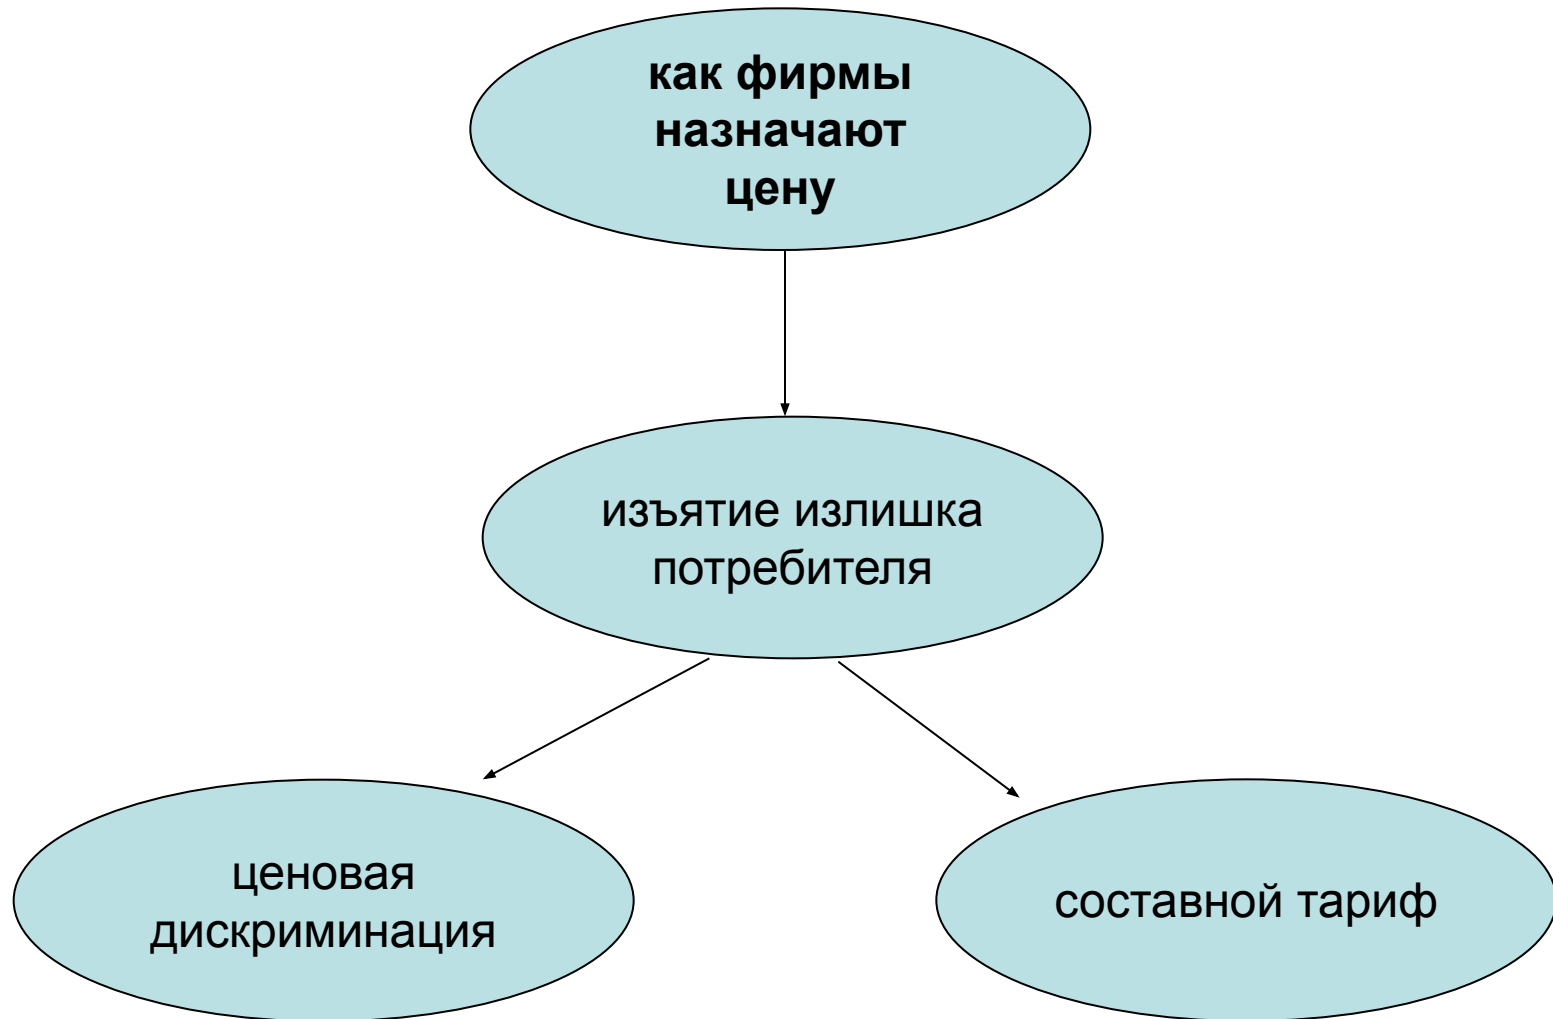 как фирмы
назначают
цену
изъятие излишка
потребителя
ценовая
дискриминация
составной тариф